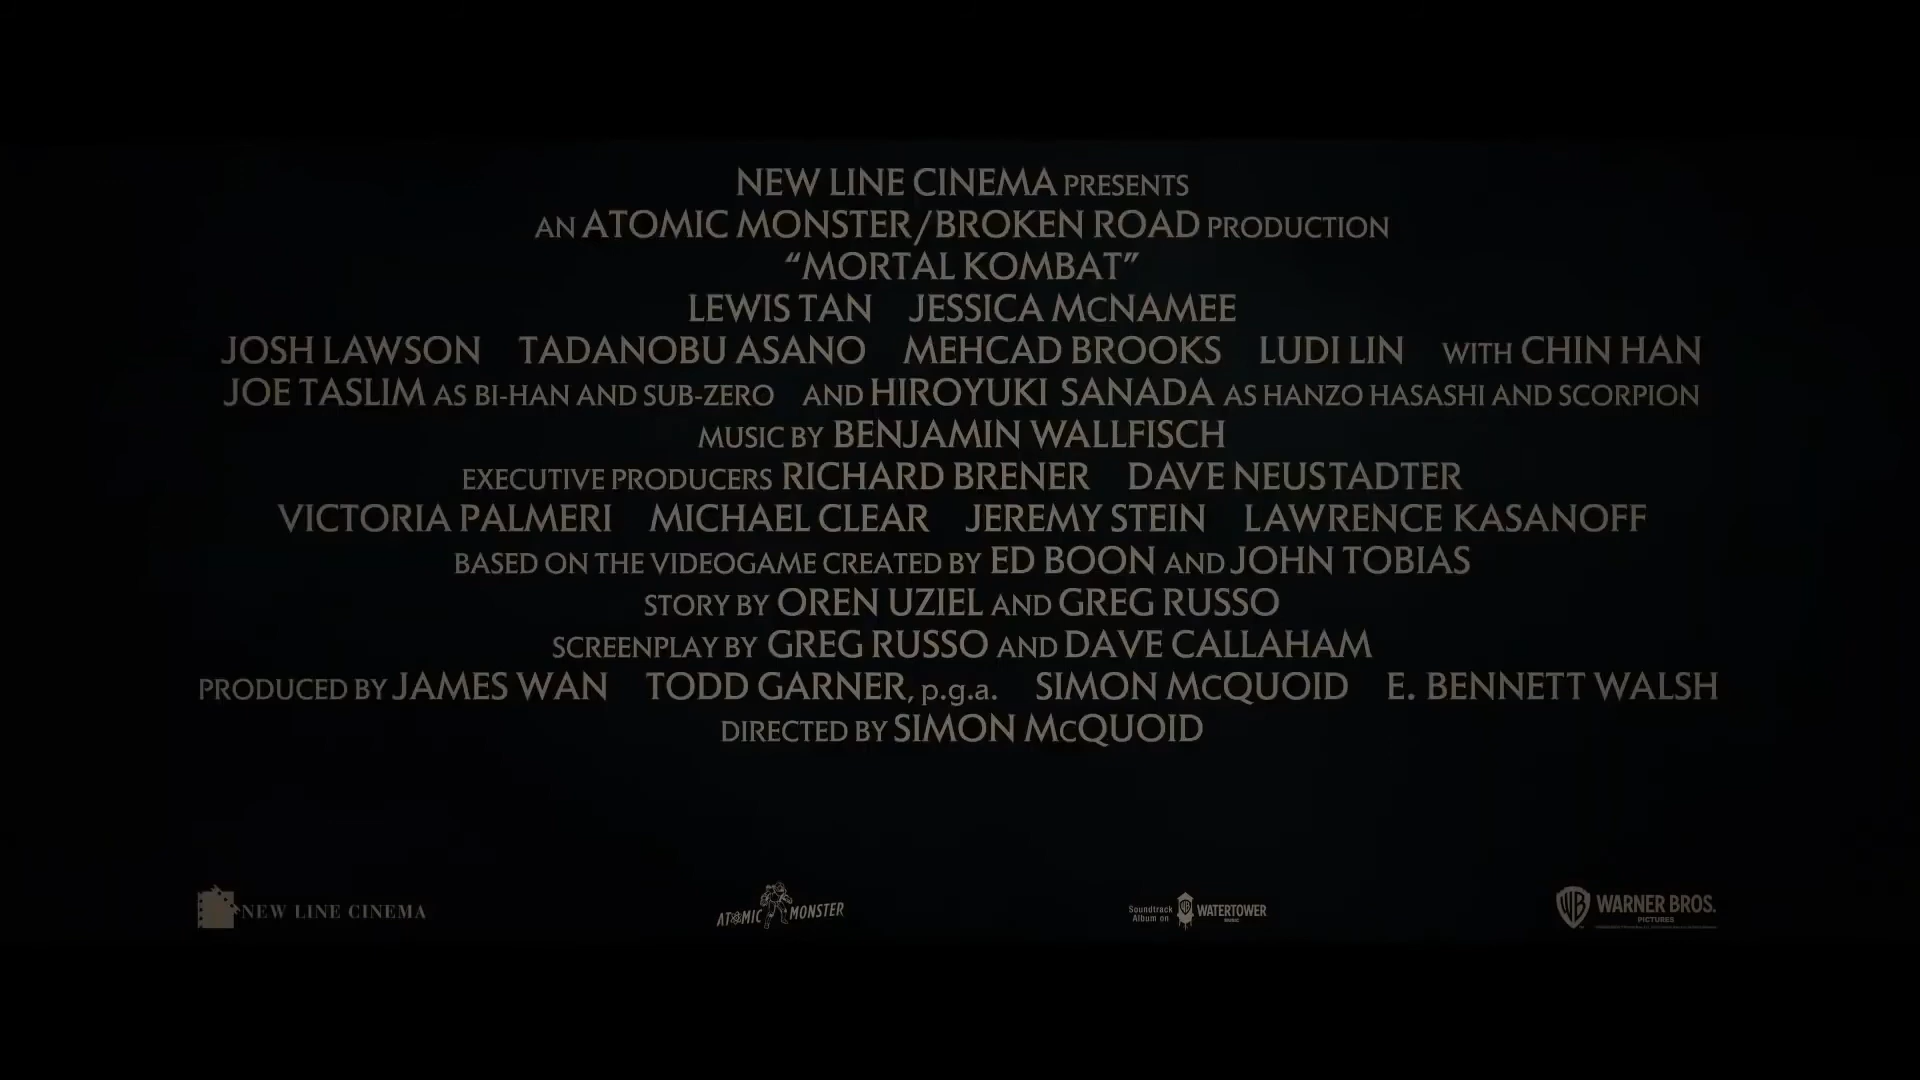 NEW LINE CINEMA PRESENTS
AN ATOMIC MONSTER/BROKEN ROAD PRODUCTION
“MORTAL KOMBAT”
LEWIS TAN JESSICA McNAMEE
JOSH LAWSON TADANOBU ASANO MEHCAD BROOKS LUDI LIN WITH CHIN HAN
JOE TASLIM AS BI-HAN AND SUB-ZERO AND HIROYUKI SANADA AS HANZO HASASHI AND SCORPION
MUSIC BY BENJAMIN WALLFISCH
EXECUTIVE PRODUCERS RICHARD BRENER DAVE NEUSTADTER
VICTORIA PALMERI MICHAEL CLEAR JEREMY STEIN LAWRENCE KASANOFF
BASED ON THE VIDEOGAME CREATED BY ED BOON AND JOHN TOBIAS
STORY BY OREN UZIEL AND GREG RUSSO
SCREENPLAY BY GREG RUSSO AND DAVE CALLAHAM
PRODUCED BY JAMES WAN TODD GARNER, p.g.a. SIMON McQUOID E. BENNETT WALSH
DIRECTED BY SIMON McQUOID
NEW LINE CINEMA
ATOMIC MONSTER
Soundtrack
Album on
WATERTOWER
MUSIC
WB WARNER BROS.
PICTURES